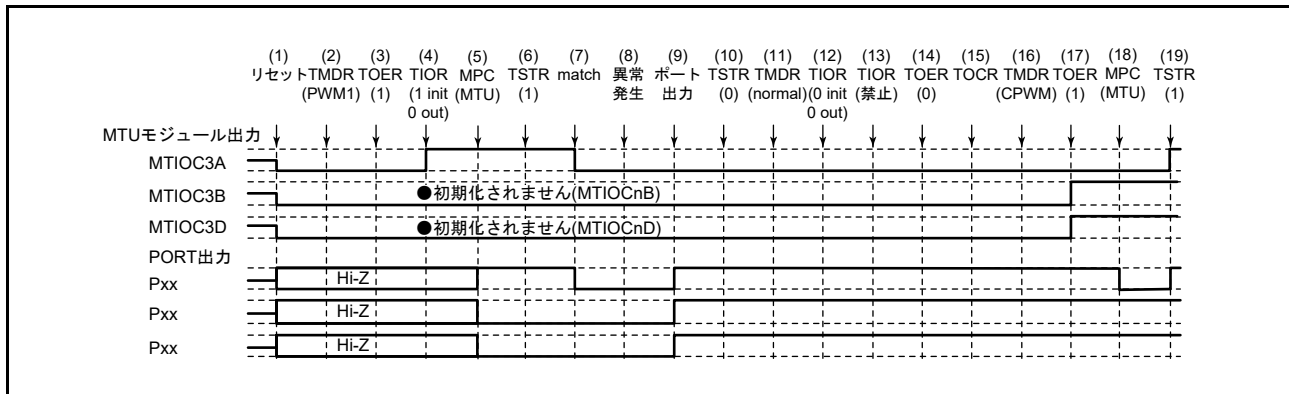 (1) (2) (3) (4) (5) (6) (7) (8) (9) (10) (11) (12) (13) (14) (15) (16) (17) (18) (19)
リセット TMDR TOER TIOR MPC TSTR match 異常 ポート TSTR TMDR TIOR TIOR TOER TOCR TMDR TOER MPC TSTR
(PWM1) (1) (1 init (MTU) (1) 発生 出力 (0) (normal) (0 init (禁止) (0) (CPWM) (1) (MTU) (1)
0 out) 0 out)
MTUモジュール出力
MTIOC3A
MTIOC3B ●初期化されません(MTIOCnB)
MTIOC3D ●初期化されません(MTIOCnD)
PORT出力
Pxx Hi-Z
Pxx Hi-Z
Pxx Hi-Z